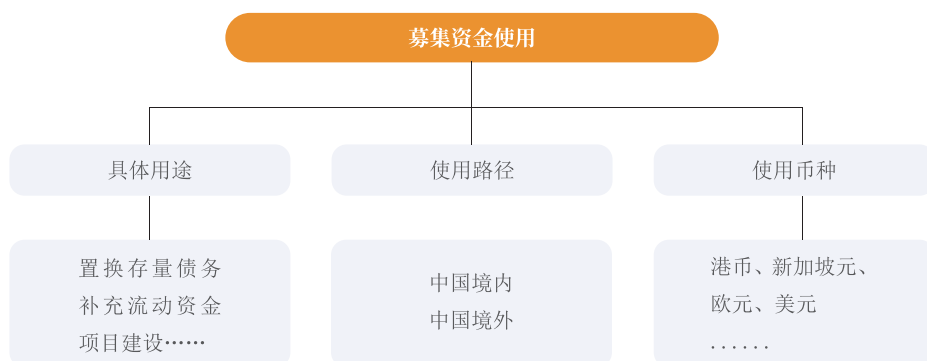 募集资金使用
具体用途
使用路径
使用币种
置换存量债务
补充流动资金
项目建设……
中国境内
中国境外
港币、新加坡元、
欧元、美元
......